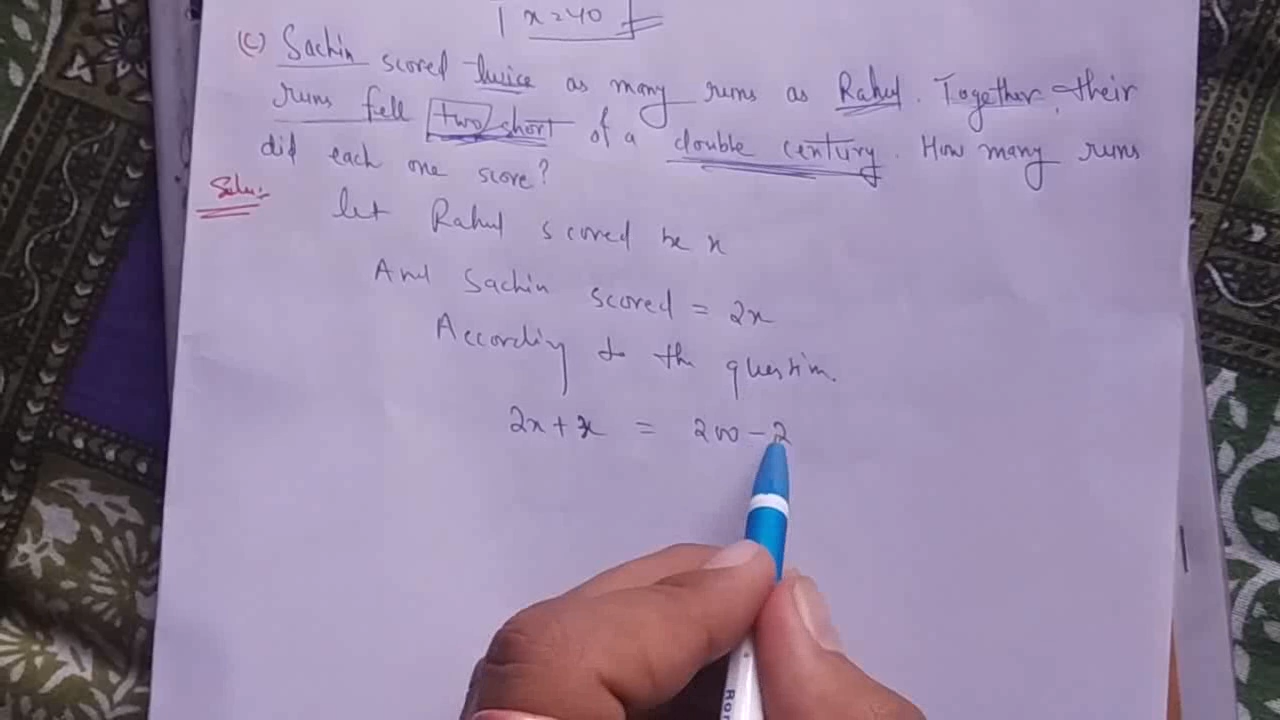 x=40
(c) Sachin scored twice as many runs as Rahul. Together, their
runs fell two short of a double century. How many runs
did each one score?
Soln:
let Rahul scored be x
And Sachin scored = 2x
According to the question.
2x+x = 200-2
Ror